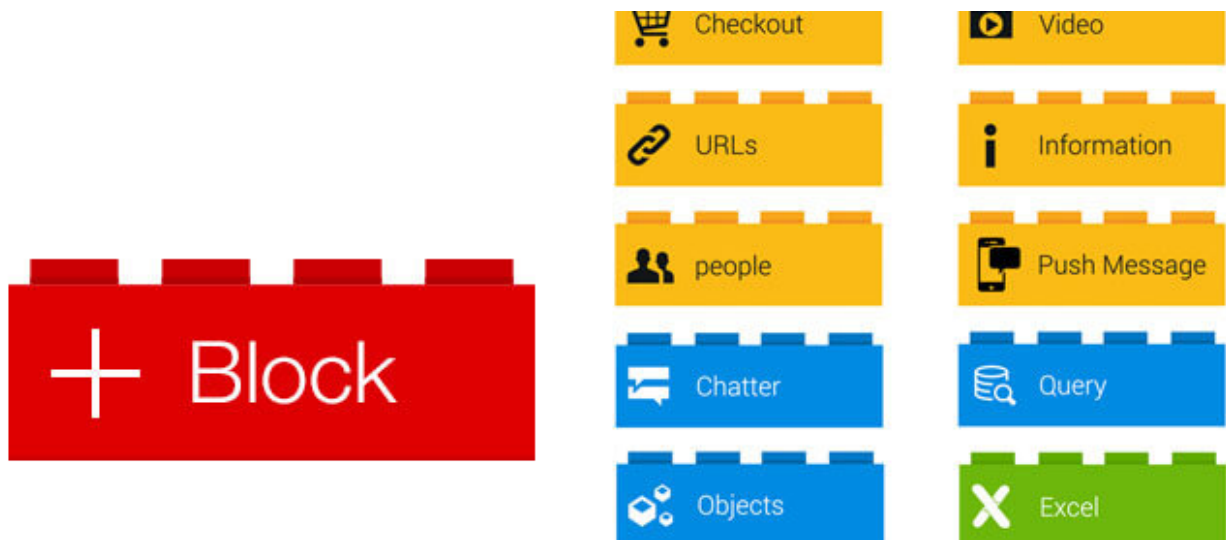 + Block
Checkout
Video
URLs
Information
people
Push Message
Chatter
Query
Objects
Excel